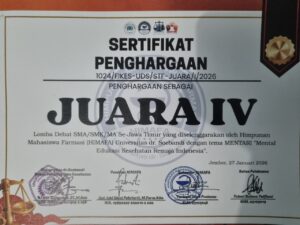 SERTIFIKAT
PENGHARGAAN
1024/FIKES-UDS/STF-JUARA/I/2026
PENGHARGAAN SEBAGAI
JUARA IV
Lomba Debat SMA/SMK/MA Se-Jawa Timur yang diselenggarakan oleh Himpunan
Mahasiswa Farmasi (HIMAFA) Universitas dr. Soebandi dengan tema MENTARI "Mental
Edukasi Kesehatan Remaja Indonesia".
Jember, 27 Januari 2026